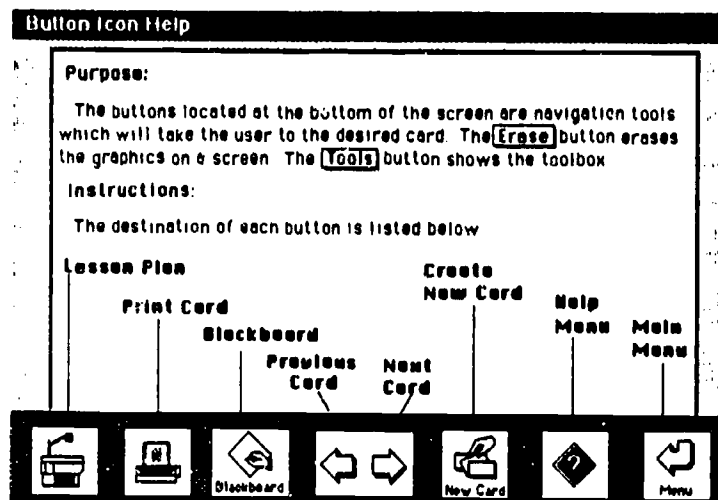 Button Icon Help
Purpose:
The buttons located at the bottom of the screen are navigation tools
which will take the user to the desired card. The Erase button erases
the graphics on a screen The Tools button shows the toolbox
Instructions:
The destination of each button is listed below
Lesson Plan
Print Card
Blackboard
Previous
Card
Next
Card
Create
New Card
Help
Menu
Main
Menu
Blackboard
New Card
?
Menu